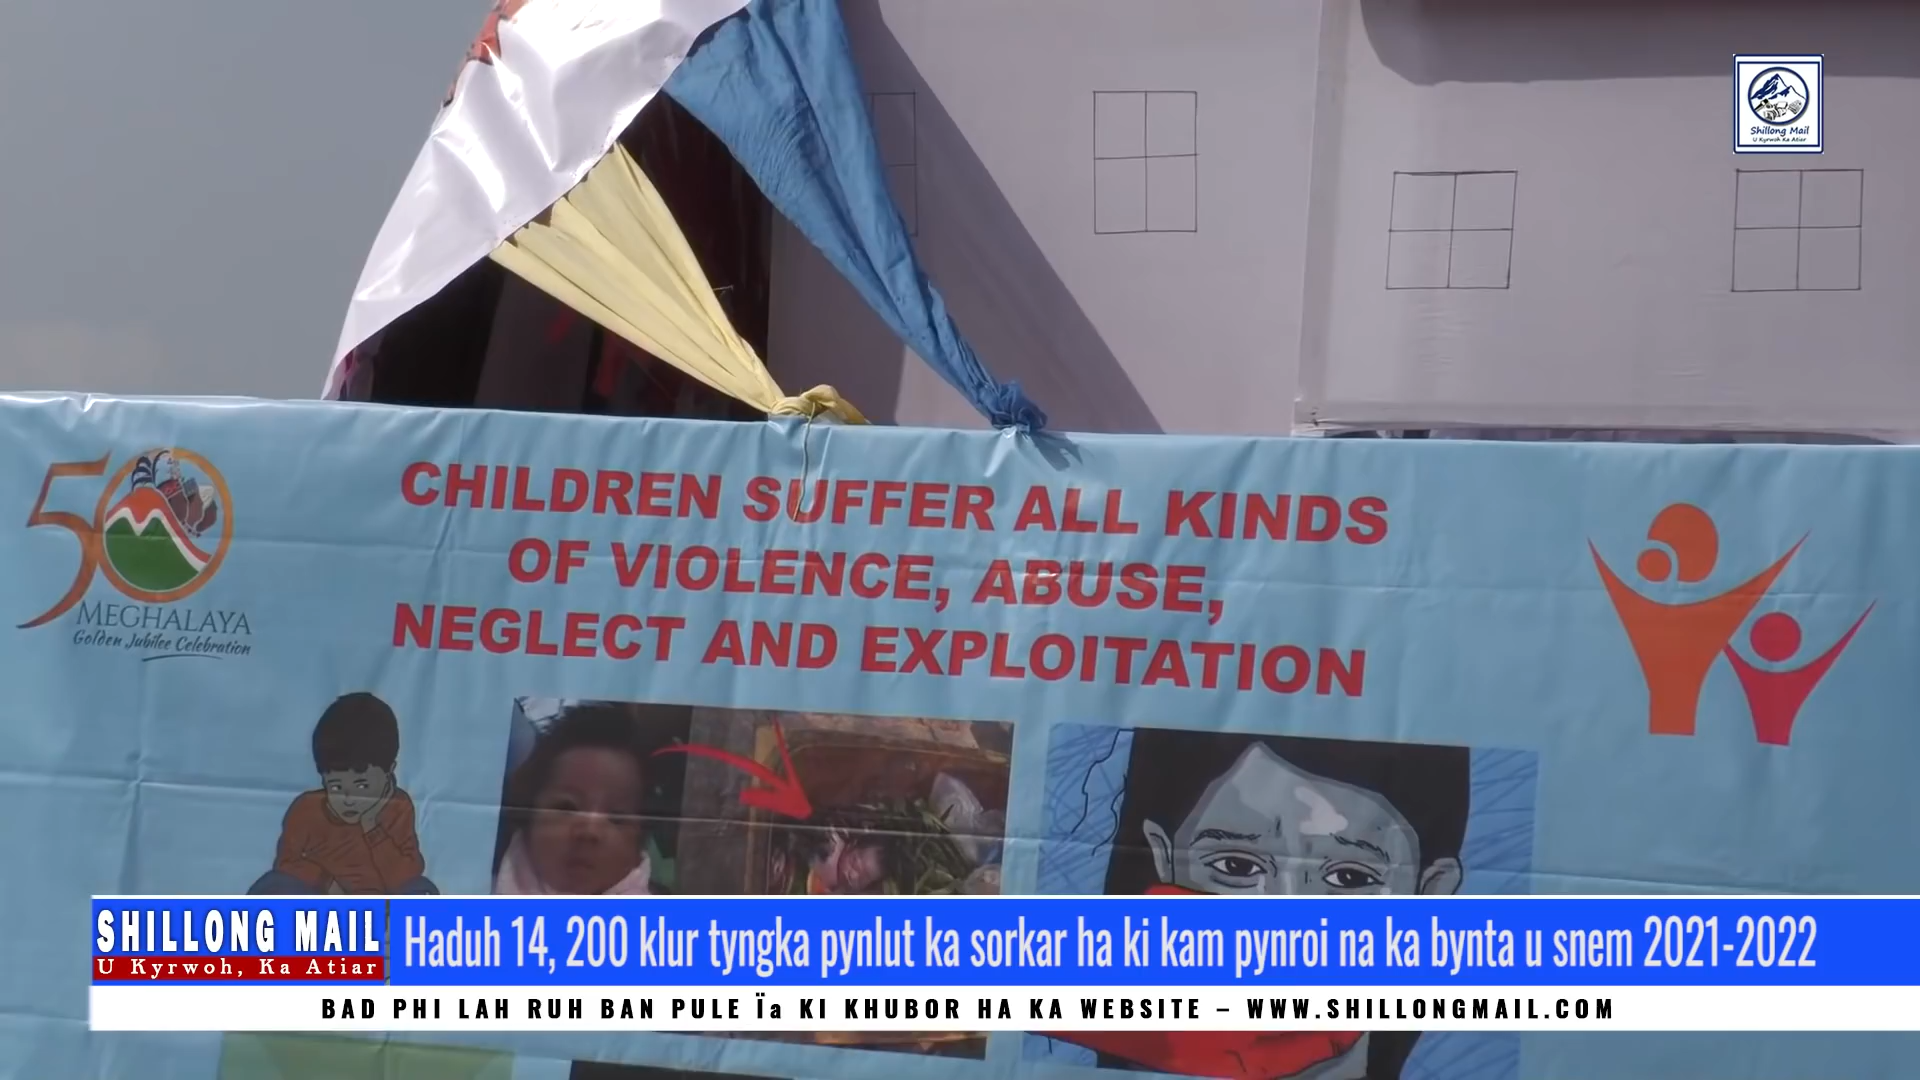 Shillong Mail
U Kyrwoh Ka Atiar
50
MEGHALAYA
Golden Jubilee Celebration
CHILDREN SUFFER ALL KINDS
OF VIOLENCE, ABUSE,
NEGLECT AND EXPLOITATION
SHILLONG MAIL
U Kyrwoh, Ka Atiar
Haduh 14, 200 klur tyngka pynlut ka sorkar ha ki kam pynroi na ka bynta u snem 2021-2022
BAD PHI LAH RUH BAN PULE Ïa KI KHUBOR HA KA WEBSITE – WWW.SHILLONGMAIL.COM